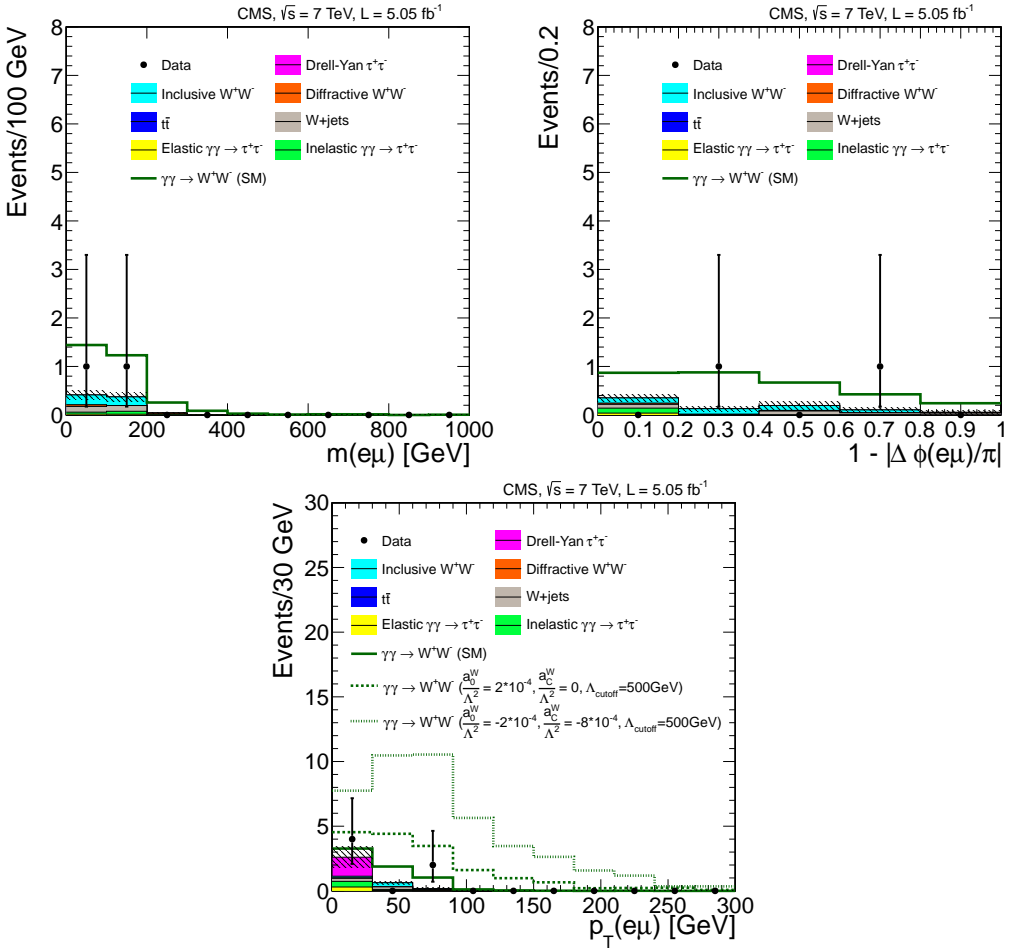 CMS, √s = 7 TeV, L = 5.05 fb⁻¹
Events/100 GeV
8
7
6
5
4
3
2
1
0
Data
Drell-Yan τ⁺τ⁻
Inclusive W⁺W⁻
Diffractive W⁺W⁻
tt̄
W+jets
Elastic γγ → τ⁺τ⁻
Inelastic γγ → τ⁺τ⁻
γγ → W⁺W⁻ (SM)
0 200 400 600 800 1000
m(eμ) [GeV]
CMS, √s = 7 TeV, L = 5.05 fb⁻¹
Events/0.2
8
7
6
5
4
3
2
1
0
Data
Drell-Yan τ⁺τ⁻
Inclusive W⁺W⁻
Diffractive W⁺W⁻
tt̄
W+jets
Elastic γγ → τ⁺τ⁻
Inelastic γγ → τ⁺τ⁻
γγ → W⁺W⁻ (SM)
0 0.1 0.2 0.3 0.4 0.5 0.6 0.7 0.8 0.9 1
1 - |Δ ϕ(eμ)/π|
CMS, √s = 7 TeV, L = 5.05 fb⁻¹
Events/30 GeV
30
25
20
15
10
5
0
Data
Drell-Yan τ⁺τ⁻
Inclusive W⁺W⁻
Diffractive W⁺W⁻
tt̄
W+jets
Elastic γγ → τ⁺τ⁻
Inelastic γγ → τ⁺τ⁻
γγ → W⁺W⁻ (SM)
γγ → W⁺W⁻ (a₀ᵂ/Λ² = 2*10⁻⁴, a_Cᵂ/Λ² = 0, Λ_cutoff=500GeV)
γγ → W⁺W⁻ (a₀ᵂ/Λ² = -2*10⁻⁴, a_Cᵂ/Λ² = -8*10⁻⁴, Λ_cutoff=500GeV)
0 50 100 150 200 250 300
p_T(eμ) [GeV]